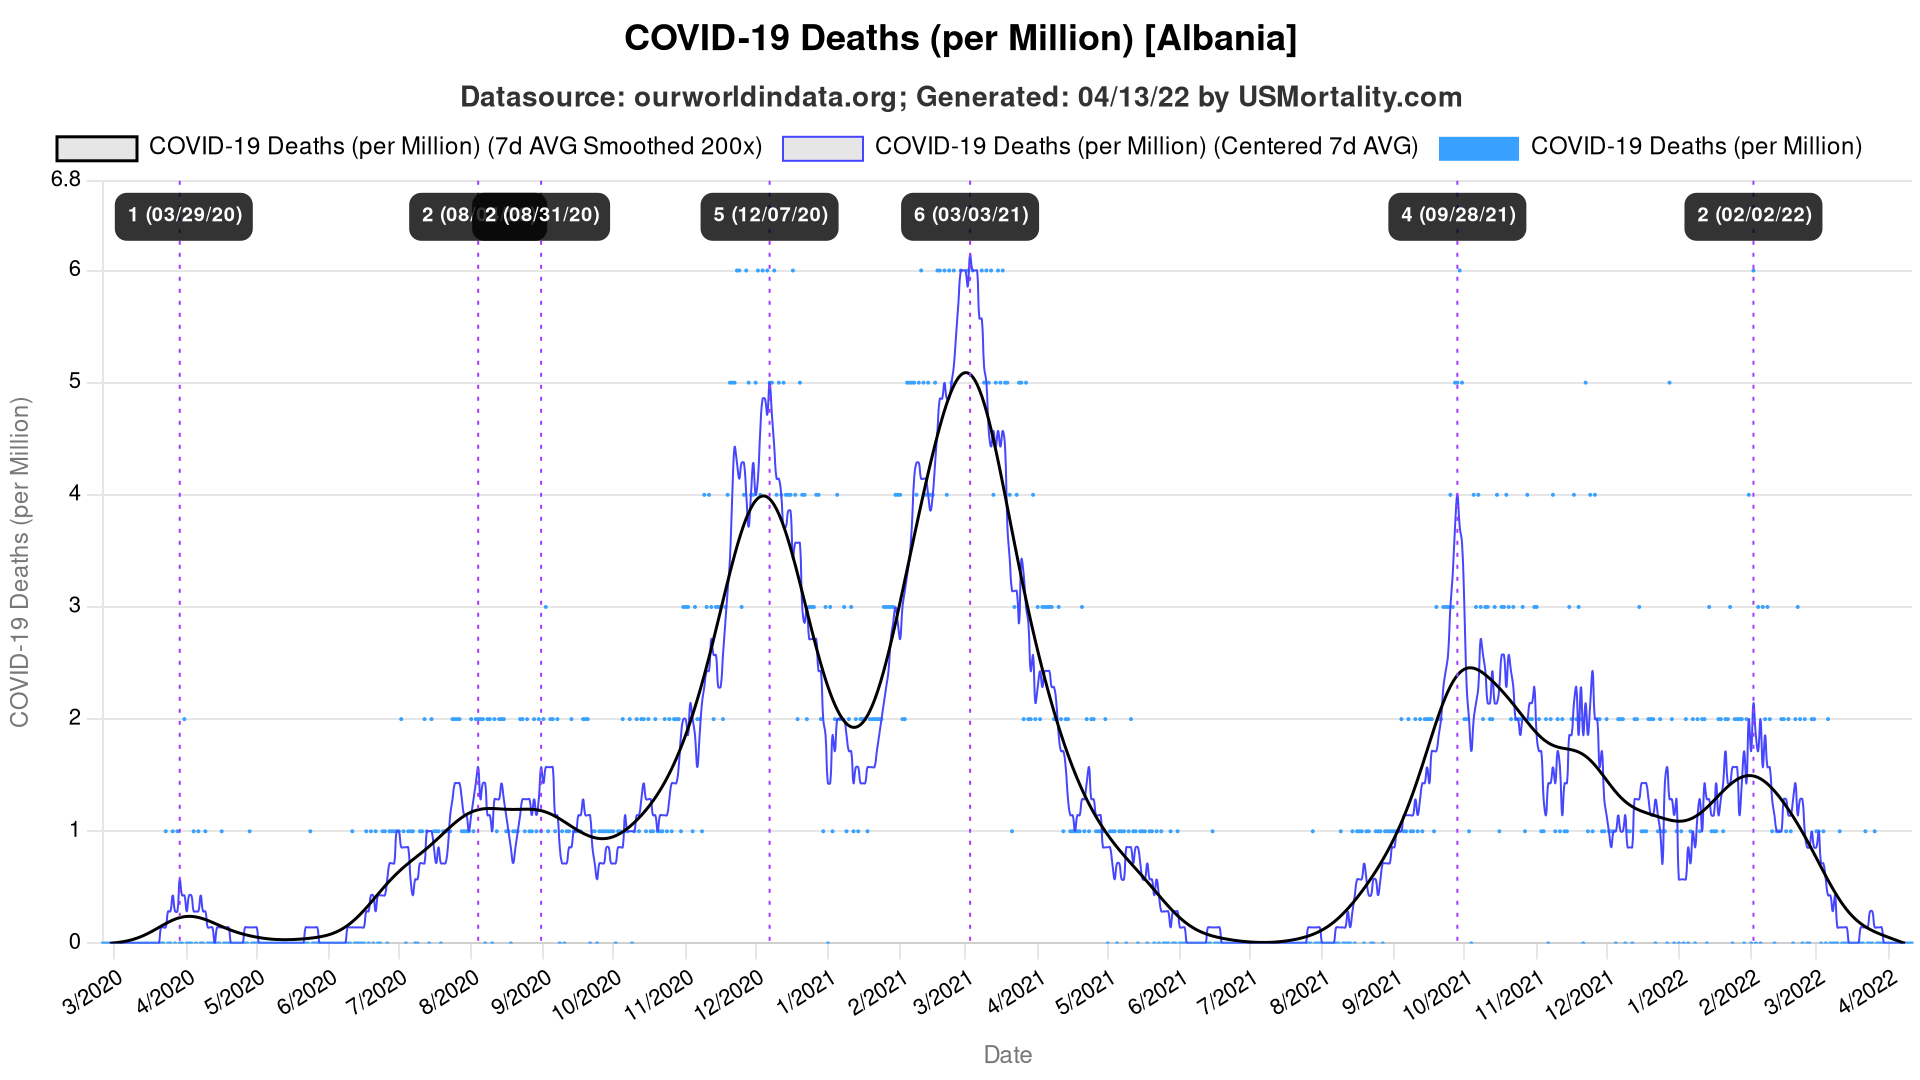 COVID-19 Deaths (per Million) [Albania]
Datasource: ourworldindata.org; Generated: 04/13/22 by USMortality.com
COVID-19 Deaths (per Million) (7d AVG Smoothed 200x) COVID-19 Deaths (per Million) (Centered 7d AVG) COVID-19 Deaths (per Million)
6.8
1 (03/29/20) 2 (08/ 2 (08/31/20) 5 (12/07/20) 6 (03/03/21) 4 (09/28/21) 2 (02/02/22)
6
5
4
3
2
1
0
COVID-19 Deaths (per Million)
3/2020 4/2020 5/2020 6/2020 7/2020 8/2020 9/2020 10/2020 11/2020 12/2020 1/2021 2/2021 3/2021 4/2021 5/2021 6/2021 7/2021 8/2021 9/2021 10/2021 11/2021 12/2021 1/2022 2/2022 3/2022 4/2022
Date